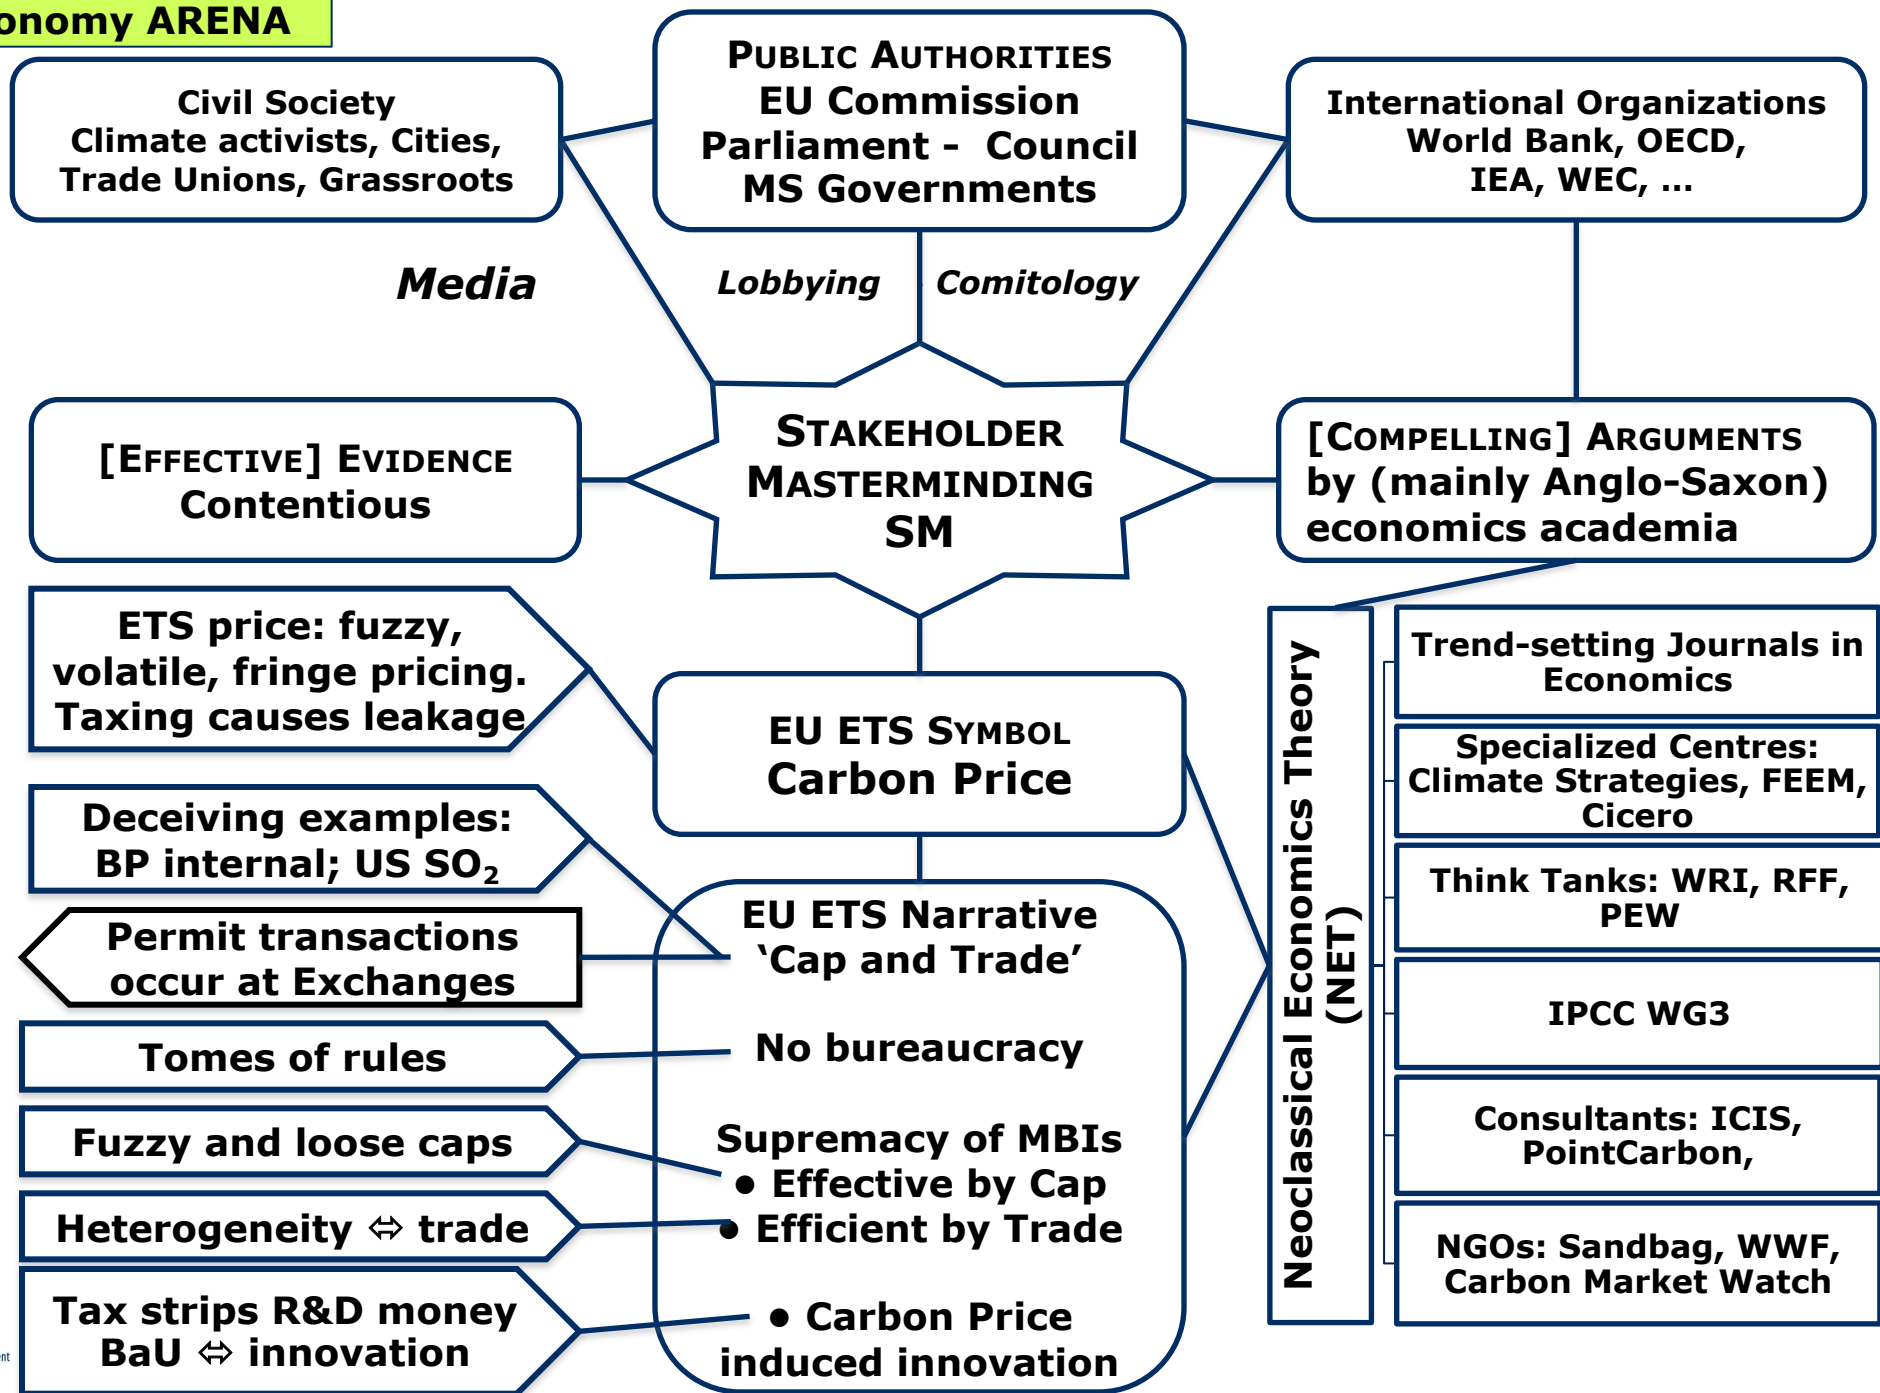 onomy ARENA
Civil Society
Climate activists, Cities,
Trade Unions, Grassroots
PUBLIC AUTHORITIES
EU Commission
Parliament - Council
MS Governments
International Organizations
World Bank, OECD,
IEA, WEC, ...
Media
Lobbying
Comitology
[EFFECTIVE] EVIDENCE
Contentious
STAKEHOLDER
MASTERMINDING
SM
[COMPELLING] ARGUMENTS
by (mainly Anglo-Saxon)
economics academia
ETS price: fuzzy,
volatile, fringe pricing.
Taxing causes leakage
EU ETS SYMBOL
Carbon Price
Deceiving examples:
BP internal; US SO₂
Permit transactions
occur at Exchanges
Tomes of rules
Fuzzy and loose caps
Heterogeneity ⇔ trade
Tax strips R&D money
BaU ⇔ innovation
EU ETS Narrative
‘Cap and Trade’
No bureaucracy
Supremacy of MBIs
● Effective by Cap
● Efficient by Trade
● Carbon Price
induced innovation
Neoclassical Economics Theory
(NET)
Trend-setting Journals in
Economics
Specialized Centres:
Climate Strategies, FEEM,
Cicero
Think Tanks: WRI, RFF,
PEW
IPCC WG3
Consultants: ICIS,
PointCarbon,
NGOs: Sandbag, WWF,
Carbon Market Watch
ent